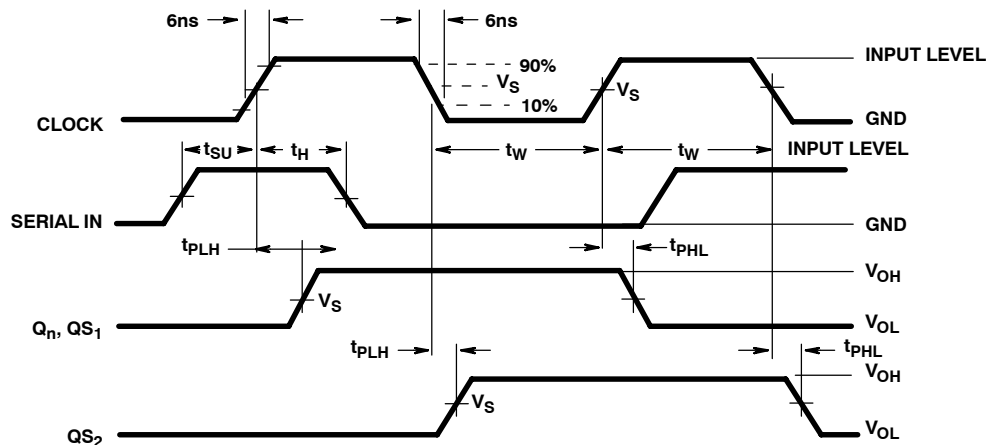 6ns 6ns
90%
VS
10%
VS
INPUT LEVEL
CLOCK
GND
tSU tH tW tW
INPUT LEVEL
SERIAL IN
GND
tPLH tPHL
VOH
VS
Qn, QS1
VOL
tPLH tPHL
VOH
VS
QS2
VOL